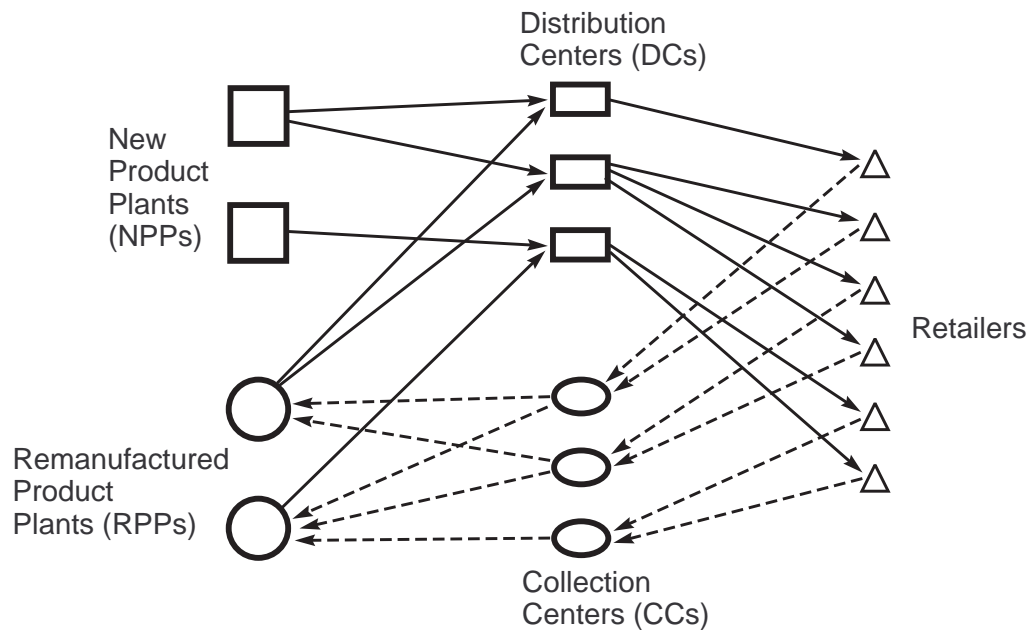 Distribution
Centers (DCs)
New
Product
Plants
(NPPs)
Retailers
Remanufactured
Product
Plants (RPPs)
Collection
Centers (CCs)